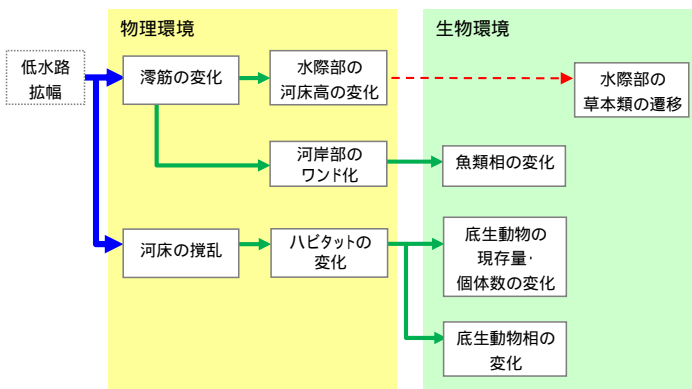 物理環境
生物環境
低水路
拡幅
澪筋の変化
水際部の
河床高の変化
水際部の
草本類の遷移
河岸部の
ワンド化
魚類相の変化
河床の撹乱
ハビタットの
変化
底生動物の
現存量・
個体数の変化
底生動物相の
変化